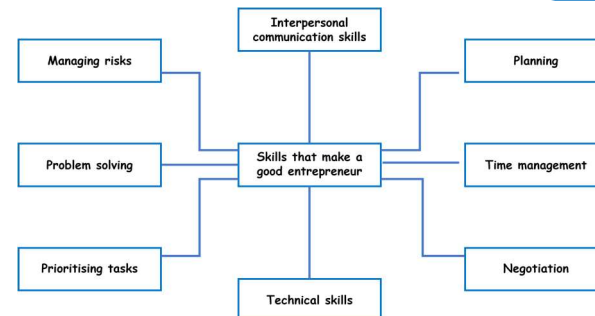 Interpersonal
communication skills
Managing risks
Planning
Problem solving
Skills that make a
good entrepreneur
Time management
Prioritising tasks
Negotiation
Technical skills